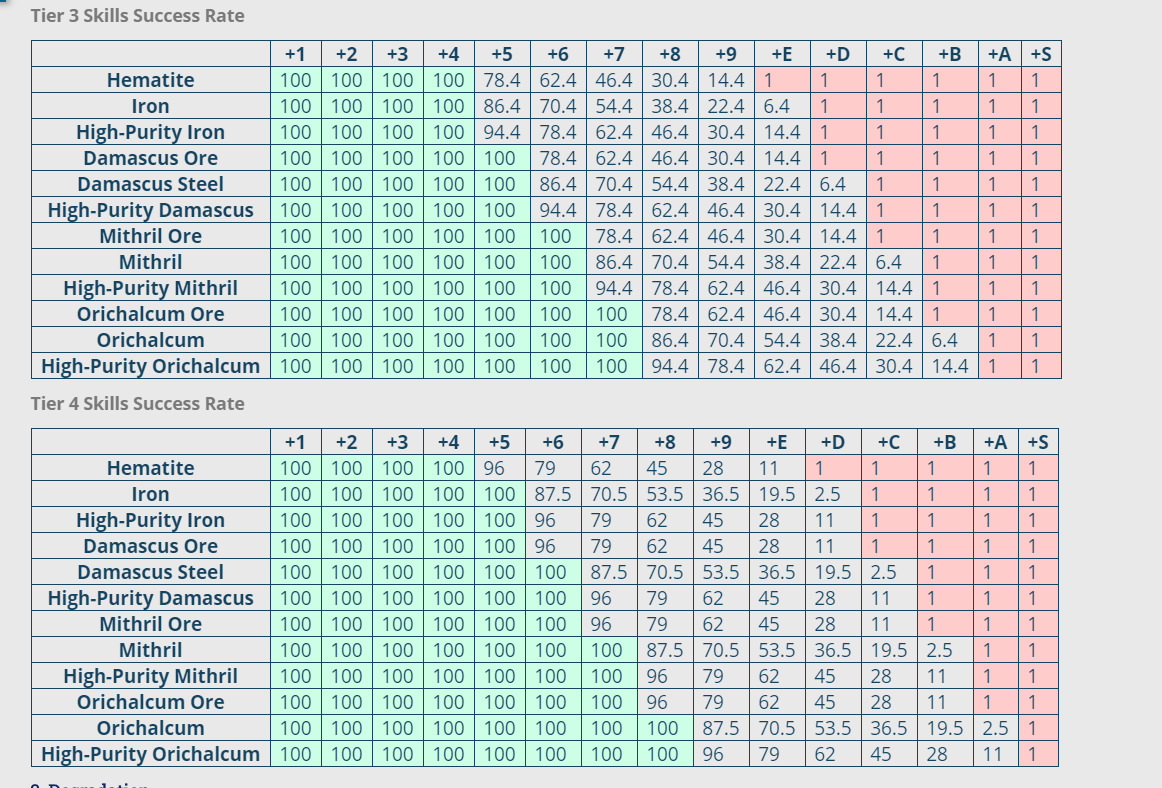 Tier 3 Skills Success Rate
+1 +2 +3 +4 +5 +6 +7 +8 +9 +E +D +C +B +A +S
Hematite 100 100 100 100 78.4 62.4 46.4 30.4 14.4 1 1 1 1 1 1
Iron 100 100 100 100 86.4 70.4 54.4 38.4 22.4 6.4 1 1 1 1 1
High-Purity Iron 100 100 100 100 94.4 78.4 62.4 46.4 30.4 14.4 1 1 1 1 1
Damascus Ore 100 100 100 100 100 78.4 62.4 46.4 30.4 14.4 1 1 1 1 1
Damascus Steel 100 100 100 100 100 86.4 70.4 54.4 38.4 22.4 6.4 1 1 1 1
High-Purity Damascus 100 100 100 100 100 94.4 78.4 62.4 46.4 30.4 14.4 1 1 1 1
Mithril Ore 100 100 100 100 100 100 78.4 62.4 46.4 30.4 14.4 1 1 1 1
Mithril 100 100 100 100 100 100 86.4 70.4 54.4 38.4 22.4 6.4 1 1 1
High-Purity Mithril 100 100 100 100 100 100 94.4 78.4 62.4 46.4 30.4 14.4 1 1 1
Orichalcum Ore 100 100 100 100 100 100 100 78.4 62.4 46.4 30.4 14.4 1 1 1
Orichalcum 100 100 100 100 100 100 100 86.4 70.4 54.4 38.4 22.4 6.4 1 1
High-Purity Orichalcum 100 100 100 100 100 100 100 94.4 78.4 62.4 46.4 30.4 14.4 1 1
Tier 4 Skills Success Rate
+1 +2 +3 +4 +5 +6 +7 +8 +9 +E +D +C +B +A +S
Hematite 100 100 100 100 96 79 62 45 28 11 1 1 1 1 1
Iron 100 100 100 100 100 87.5 70.5 53.5 36.5 19.5 2.5 1 1 1 1
High-Purity Iron 100 100 100 100 100 96 79 62 45 28 11 1 1 1 1
Damascus Ore 100 100 100 100 100 96 79 62 45 28 11 1 1 1 1
Damascus Steel 100 100 100 100 100 100 87.5 70.5 53.5 36.5 19.5 2.5 1 1 1
High-Purity Damascus 100 100 100 100 100 100 96 79 62 45 28 11 1 1 1
Mithril Ore 100 100 100 100 100 100 96 79 62 45 28 11 1 1 1
Mithril 100 100 100 100 100 100 100 87.5 70.5 53.5 36.5 19.5 2.5 1 1
High-Purity Mithril 100 100 100 100 100 100 100 96 79 62 45 28 11 1 1
Orichalcum Ore 100 100 100 100 100 100 100 96 79 62 45 28 11 1 1
Orichalcum 100 100 100 100 100 100 100 100 87.5 70.5 53.5 36.5 19.5 2.5 1
High-Purity Orichalcum 100 100 100 100 100 100 100 100 96 79 62 45 28 11 1